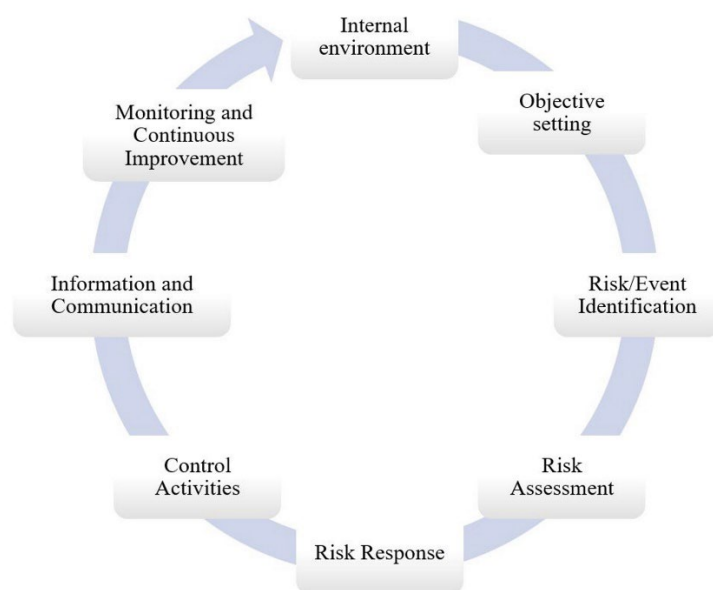 Internal
environment
Objective
setting
Risk/Event
Identification
Risk
Assessment
Risk Response
Control
Activities
Information and
Communication
Monitoring and
Continuous
Improvement